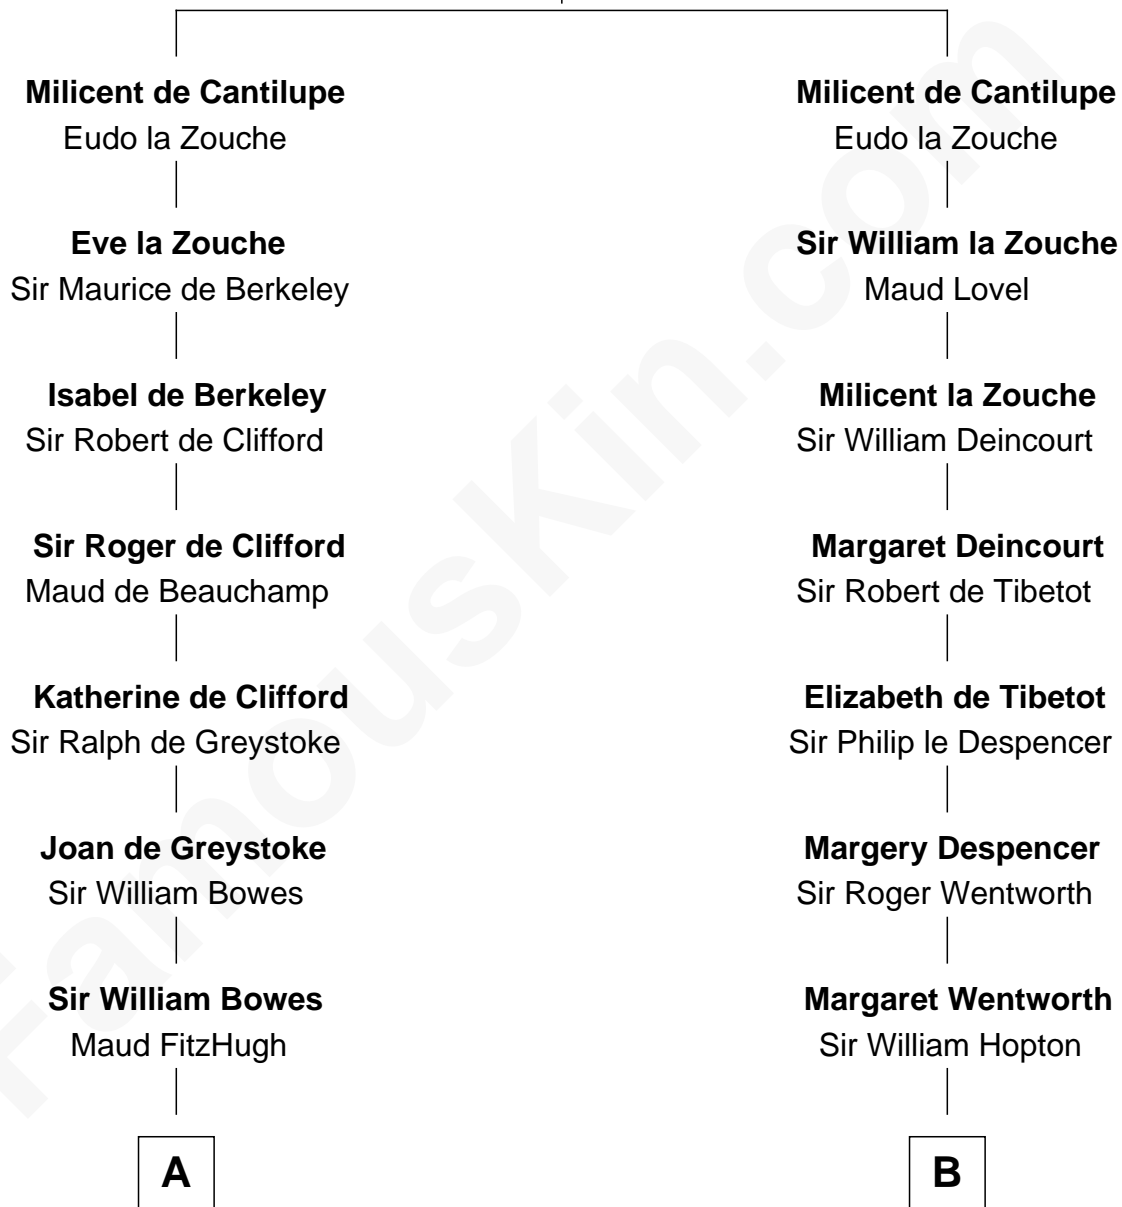 Milicent de Cantilupe
Eudo la Zouche
Eve la Zouche
Sir Maurice de Berkeley
Isabel de Berkeley
Sir Robert de Clifford
Sir Roger de Clifford
Maud de Beauchamp
Katherine de Clifford
Sir Ralph de Greystoke
Joan de Greystoke
Sir William Bowes
Sir William Bowes
Maud FitzHugh
A
Milicent de Cantilupe
Eudo la Zouche
Sir William la Zouche
Maud Lovel
Milicent la Zouche
Sir William Deincourt
Margaret Deincourt
Sir Robert de Tibetot
Elizabeth de Tibetot
Sir Philip le Despencer
Margery Despencer
Sir Roger Wentworth
Margaret Wentworth
Sir William Hopton
B
FamousKin.com